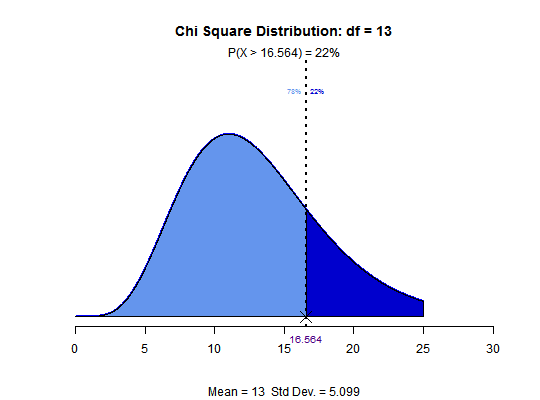 Chi Square Distribution: df = 13
P(X > 16.564) = 22%
78% 22%
16.564
0 5 10 15 20 25 30
Mean = 13 Std Dev. = 5.099